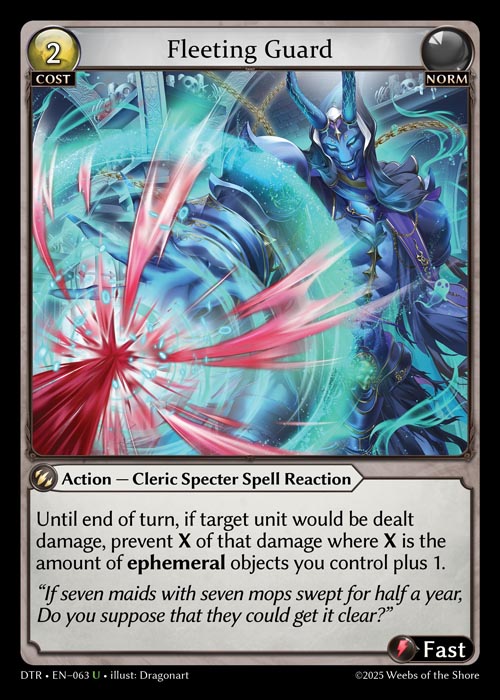 2
Fleeting Guard
COST
NORM
Action — Cleric Specter Spell Reaction
Until end of turn, if target unit would be dealt
damage, prevent X of that damage where X is the
amount of ephemeral objects you control plus 1.
“If seven maids with seven mops swept for half a year,
Do you suppose that they could get it clear?”
Fast
DTR • EN-063 U • illust: Dragonart
©2025 Weebs of the Shore